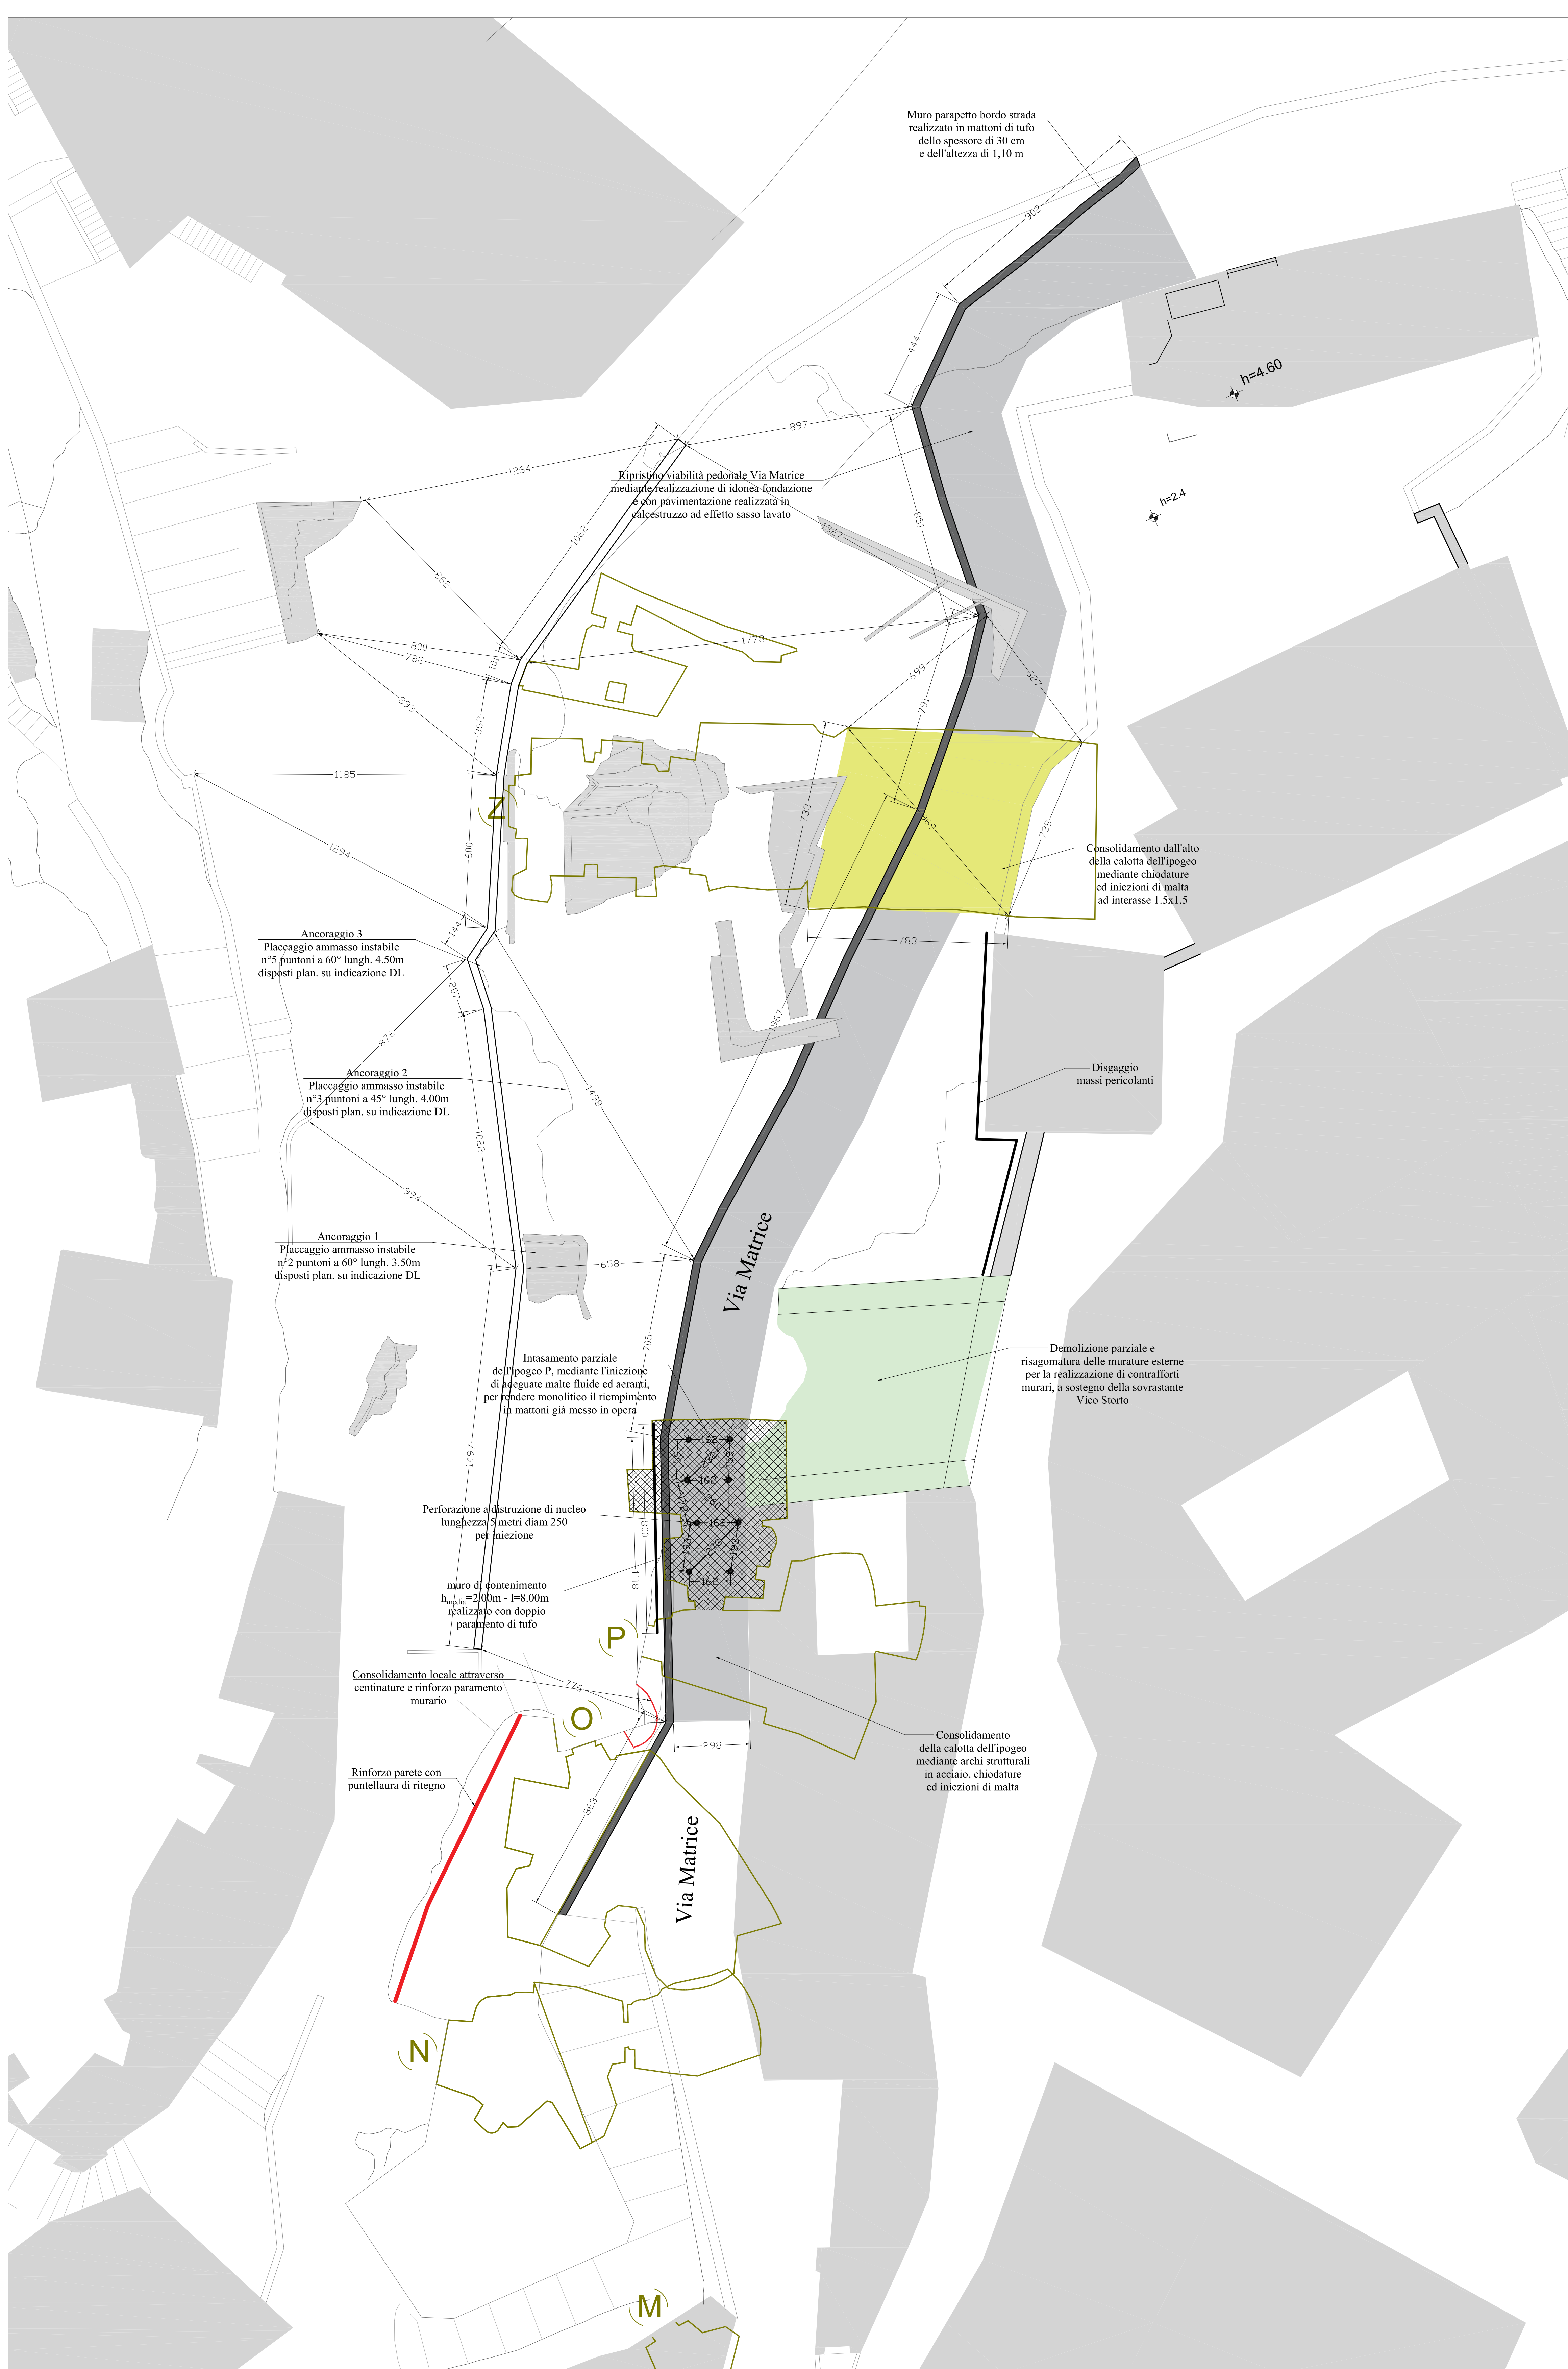 Muro parapetto bordo strada
realizzato in mattoni di tufo
dello spessore di 30 cm
e dell'altezza di 1,10 m
902
444
h=4.60
897
1264
Ripristino viabilità pedonale Via Matrice
mediante realizzazione di idonea fondazione
e con pavimentazione realizzata in
calcestruzzo ad effetto sasso lavato
h=2.4
851
1327
1062
862
800
782
101
1778
699
627
893
362
791
1185
Z
733
869
738
600
1294
Consolidamento dall'alto
della calotta dell'ipogeo
mediante chiodature
ed iniezioni di malta
ad interasse 1.5x1.5
144
783
Ancoraggio 3
Placcaggio ammasso instabile
n°5 puntoni a 60° lungh. 4.50m
disposti plan. su indicazione DL
207
1967
876
Disgaggio
massi pericolanti
Ancoraggio 2
Placcaggio ammasso instabile
n°3 puntoni a 45° lungh. 4.00m
disposti plan. su indicazione DL
1498
1022
994
Ancoraggio 1
Placcaggio ammasso instabile
n°2 puntoni a 60° lungh. 3.50m
disposti plan. su indicazione DL
658
Via Matrice
705
Intasamento parziale
dell'ipogeo P, mediante l'iniezione
di adeguate malte fluide ed aeranti,
per rendere monolitico il riempimento
in mattoni già messo in opera
Demolizione parziale e
risagomatura delle murature esterne
per la realizzazione di contrafforti
murari, a sostegno della sovrastante
Vico Storto
1497
162
159
159
162
172
260
Perforazione a distruzione di nucleo
lunghezza 5 metri diam 250
per iniezione
162
800
193
273
193
162
1118
muro di contenimento
hmedia=2.00m - l=8.00m
realizzato con doppio
paramento di tufo
P
Consolidamento locale attraverso
centinature e rinforzo paramento
murario
776
O
298
Consolidamento
della calotta dell'ipogeo
mediante archi strutturali
in acciaio, chiodature
ed iniezioni di malta
Rinforzo parete con
puntellaura di ritegno
863
Via Matrice
N
M